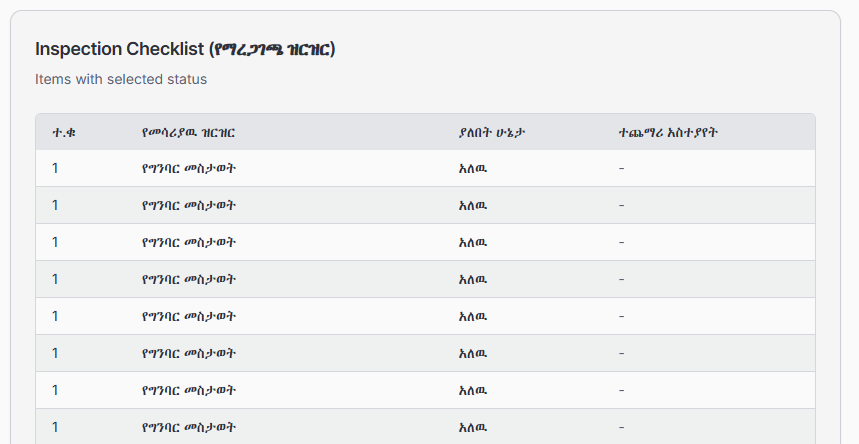 Inspection Checklist (የማረጋገጫ ዝርዝር)
Items with selected status
ተ.ቁ የመሳሪያዉ ዝርዝር ያለበት ሁኔታ ተጨማሪ አስተያየት
1 የግንባር መስታወት አለዉ -
1 የግንባር መስታወት አለዉ -
1 የግንባር መስታወት አለዉ -
1 የግንባር መስታወት አለዉ -
1 የግንባር መስታወት አለዉ -
1 የግንባር መስታወት አለዉ -
1 የግንባር መስታወት አለዉ -
1 የግንባር መስታወት አለዉ -